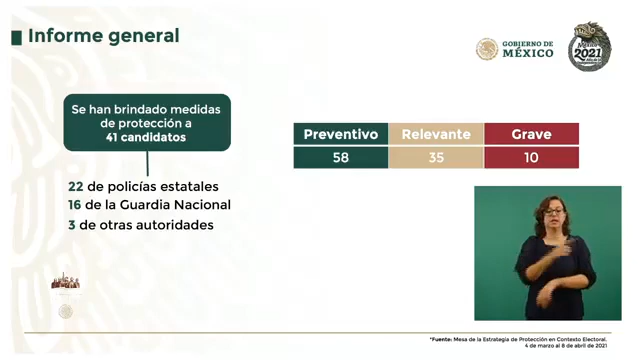 Informe general
GOBIERNO DE
MÉXICO
México
2021
Se han brindado medidas
de protección a
41 candidatos
22 de policías estatales
16 de la Guardia Nacional
3 de otras autoridades
Preventivo Relevante Grave
58 35 10
*Fuente: Mesa de la Estrategia de Protección en Contexto Electoral.
4 de marzo al 8 de abril de 2021